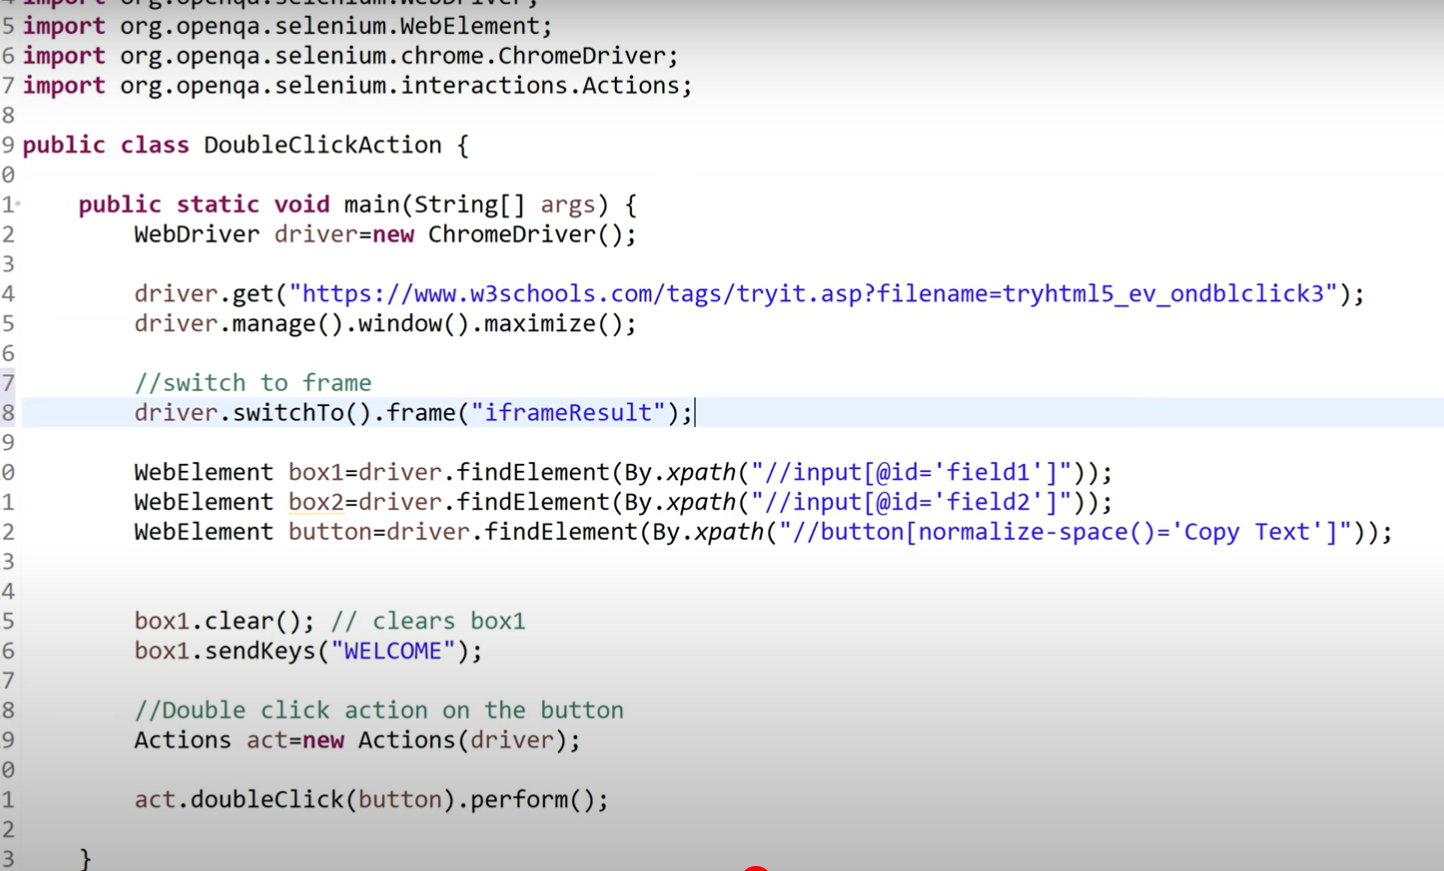 4 import org.openqa.selenium.WebDriver;
5 import org.openqa.selenium.WebElement;
6 import org.openqa.selenium.chrome.ChromeDriver;
7 import org.openqa.selenium.interactions.Actions;
8
9 public class DoubleClickAction {
0
1 public static void main(String[] args) {
2 WebDriver driver=new ChromeDriver();
3
4 driver.get("https://www.w3schools.com/tags/tryit.asp?filename=tryhtml5_ev_ondblclick3");
5 driver.manage().window().maximize();
6
7 //switch to frame
8 driver.switchTo().frame("iframeResult");
9
0 WebElement box1=driver.findElement(By.xpath("//input[@id='field1']"));
1 WebElement box2=driver.findElement(By.xpath("//input[@id='field2']"));
2 WebElement button=driver.findElement(By.xpath("//button[normalize-space()='Copy Text']"));
3
4
5 box1.clear(); // clears box1
6 box1.sendKeys("WELCOME");
7
8 //Double click action on the button
9 Actions act=new Actions(driver);
0
1 act.doubleClick(button).perform();
2
3 }